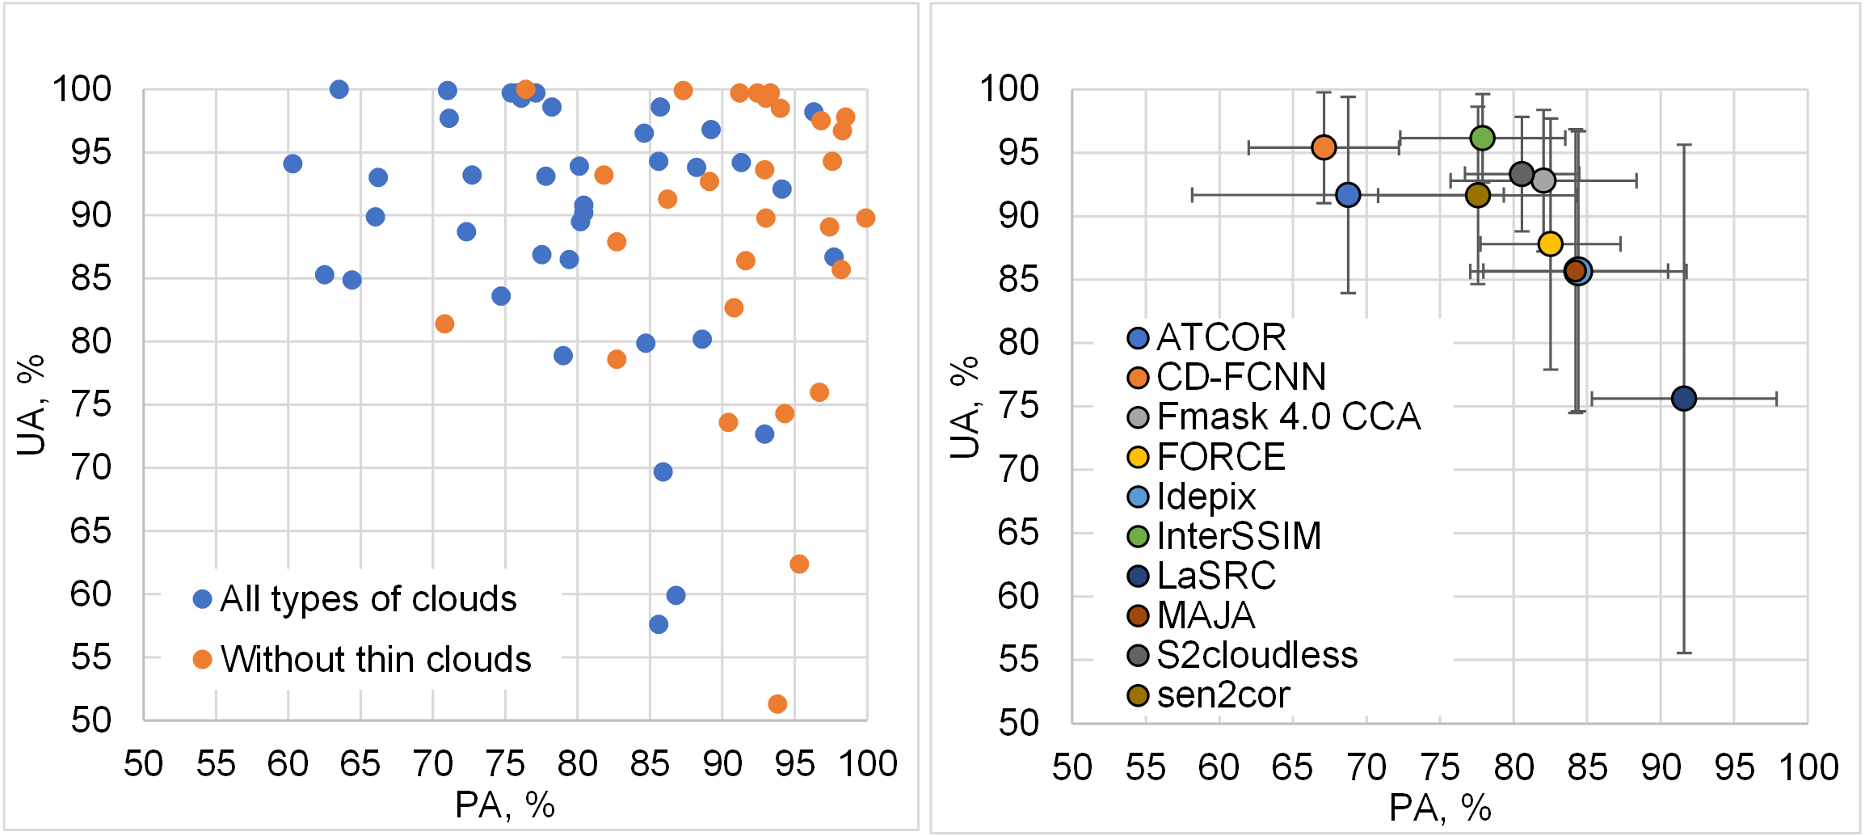 100
95
90
85
80
75
70
65
60
55
50
UA, %
All types of clouds
Without thin clouds
50 55 60 65 70 75 80 85 90 95 100
PA, %
100
95
90
85
80
75
70
65
60
55
50
UA, %
ATCOR
CD-FCNN
Fmask 4.0 CCA
FORCE
Idepix
InterSSIM
LaSRC
MAJA
S2cloudless
sen2cor
50 55 60 65 70 75 80 85 90 95 100
PA, %